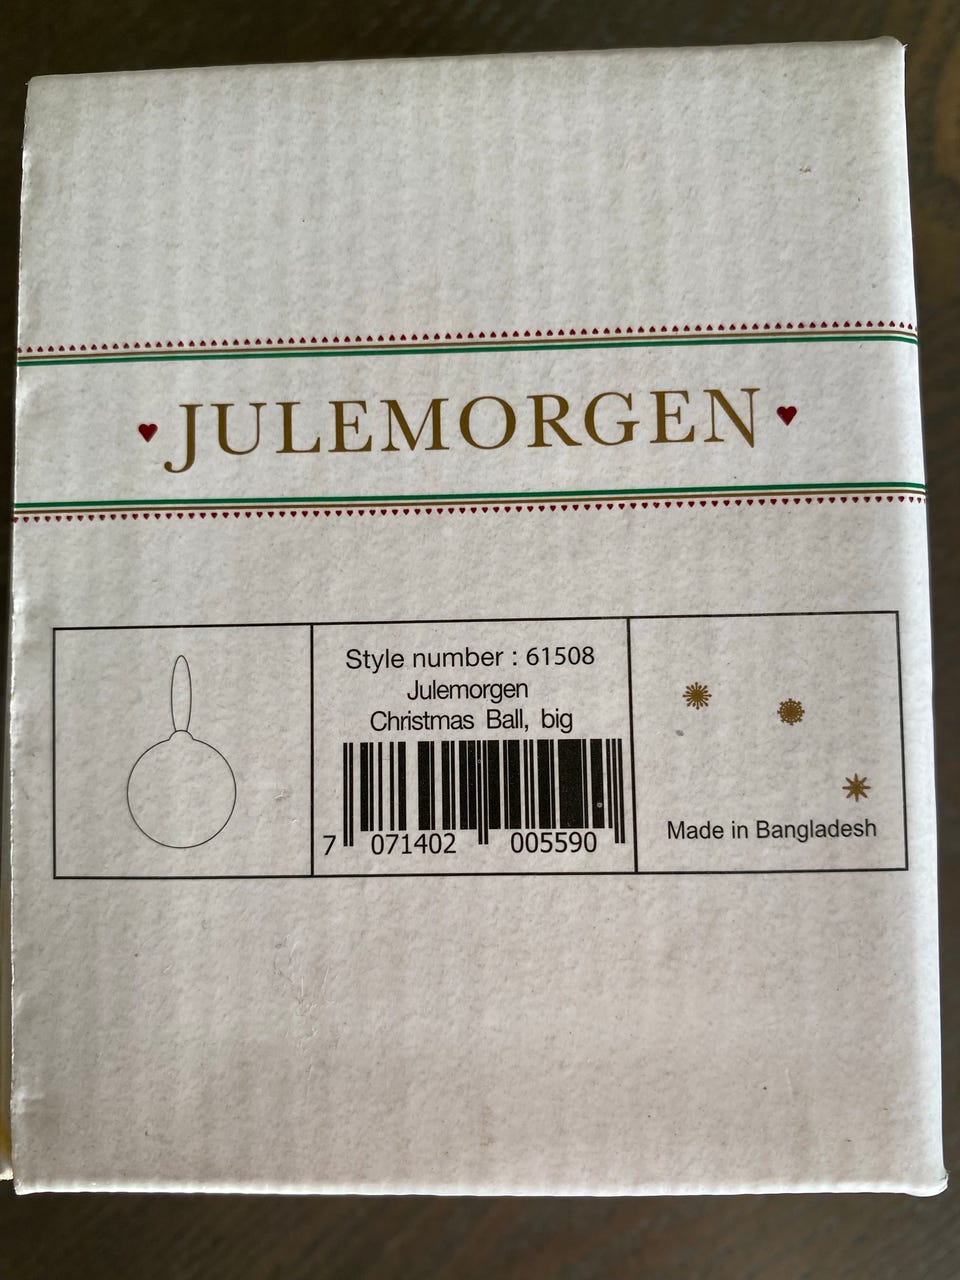 JULEMORGEN
Style number : 61508
Julemorgen
Christmas Ball, big
7 071402 005590
Made in Bangladesh